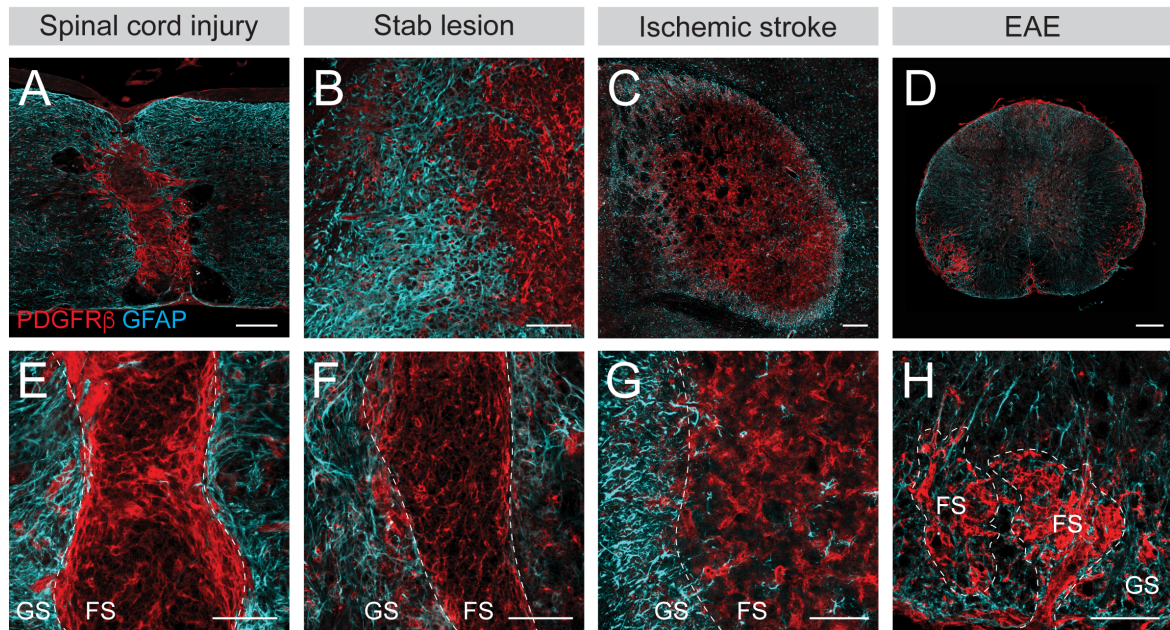 Spinal cord injury
Stab lesion
Ischemic stroke
EAE
A
B
C
D
PDGFRβ GFAP
E
F
G
H
GS
FS
GS
FS
GS
FS
FS
FS
GS